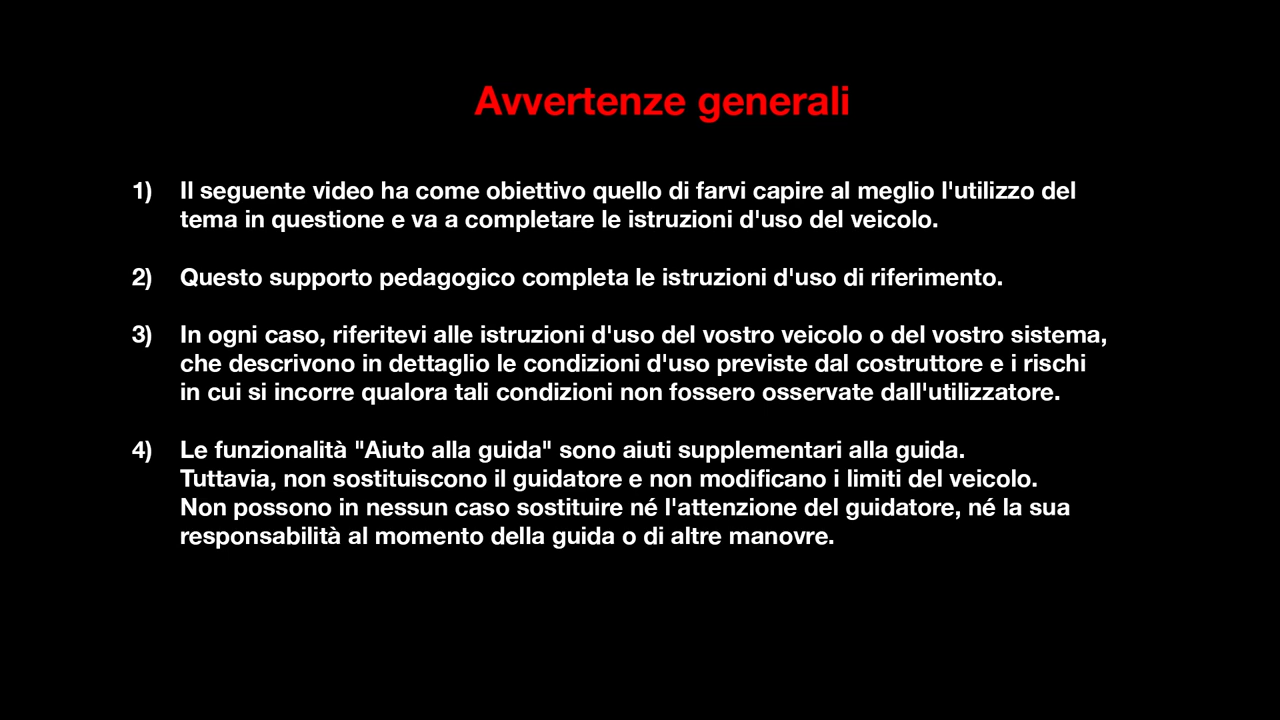 Avvertenze generali
1) Il seguente video ha come obiettivo quello di farvi capire al meglio l'utilizzo del
tema in questione e va a completare le istruzioni d'uso del veicolo.
2) Questo supporto pedagogico completa le istruzioni d'uso di riferimento.
3) In ogni caso, riferitevi alle istruzioni d'uso del vostro veicolo o del vostro sistema,
che descrivono in dettaglio le condizioni d'uso previste dal costruttore e i rischi
in cui si incorre qualora tali condizioni non fossero osservate dall'utilizzatore.
4) Le funzionalità "Aiuto alla guida" sono aiuti supplementari alla guida.
Tuttavia, non sostituiscono il guidatore e non modificano i limiti del veicolo.
Non possono in nessun caso sostituire né l'attenzione del guidatore, né la sua
responsabilità al momento della guida o di altre manovre.